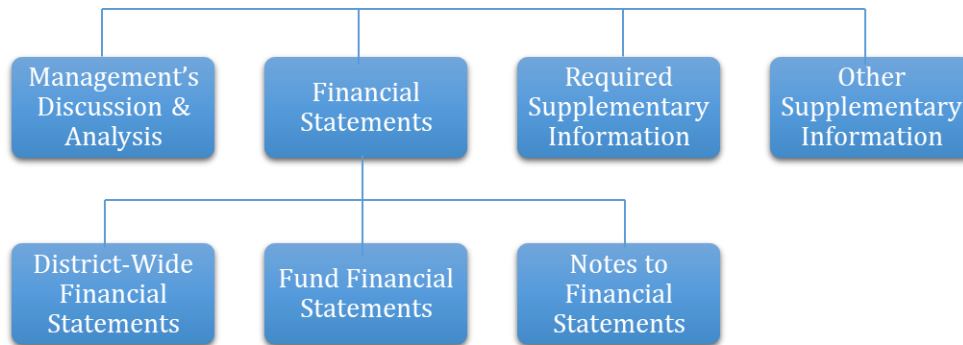 Management's
Discussion &
Analysis
Financial
Statements
Required
Supplementary
Information
Other
Supplementary
Information
District-Wide
Financial
Statements
Fund Financial
Statements
Notes to
Financial
Statements